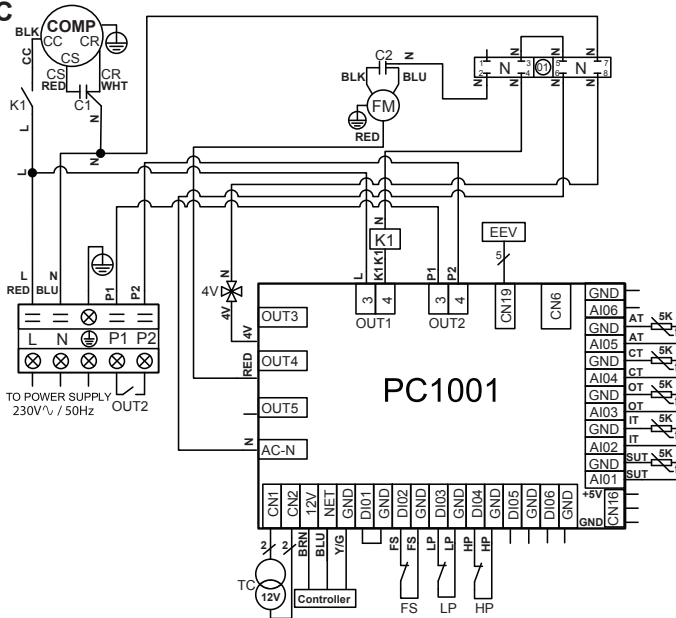 C
BLK
COMP
CC CR
CS
CC
CS
RED
CR
WHT
K1
C1
L
N
C2
N
BLK
BLU
FM
RED
1 N 3 01 5 N 7
2 4 6 8
N
N
N
N
N
N
N
L
N
L
RED
N
BLU
P1
P2
L N P1 P2
TO POWER SUPPLY
230V∿ / 50Hz
OUT2
N
4V
4V
4V
RED
N
L
K1
K1
N
K1
P1
P2
EEV
5
3 4
OUT1
3 4
OUT2
CN19
CN6
OUT3
OUT4
OUT5
AC-N
PC1001
GND
AI06
GND
AI05
GND
AI04
GND
AI03
GND
AI02
GND
AI01
AT
5K
AT
CT
5K
CT
OT
5K
OT
IT
5K
IT
SUT
5K
SUT
+5V
GND
CN16
CN1
CN2
12V
NET
GND
DI01
GND
DI02
GND
DI03
GND
DI04
GND
DI05
GND
DI06
GND
2
2
BRN
BLU
Y/G
FS
FS
LP
LP
HP
HP
TC
12V
Controller
FS
LP
HP